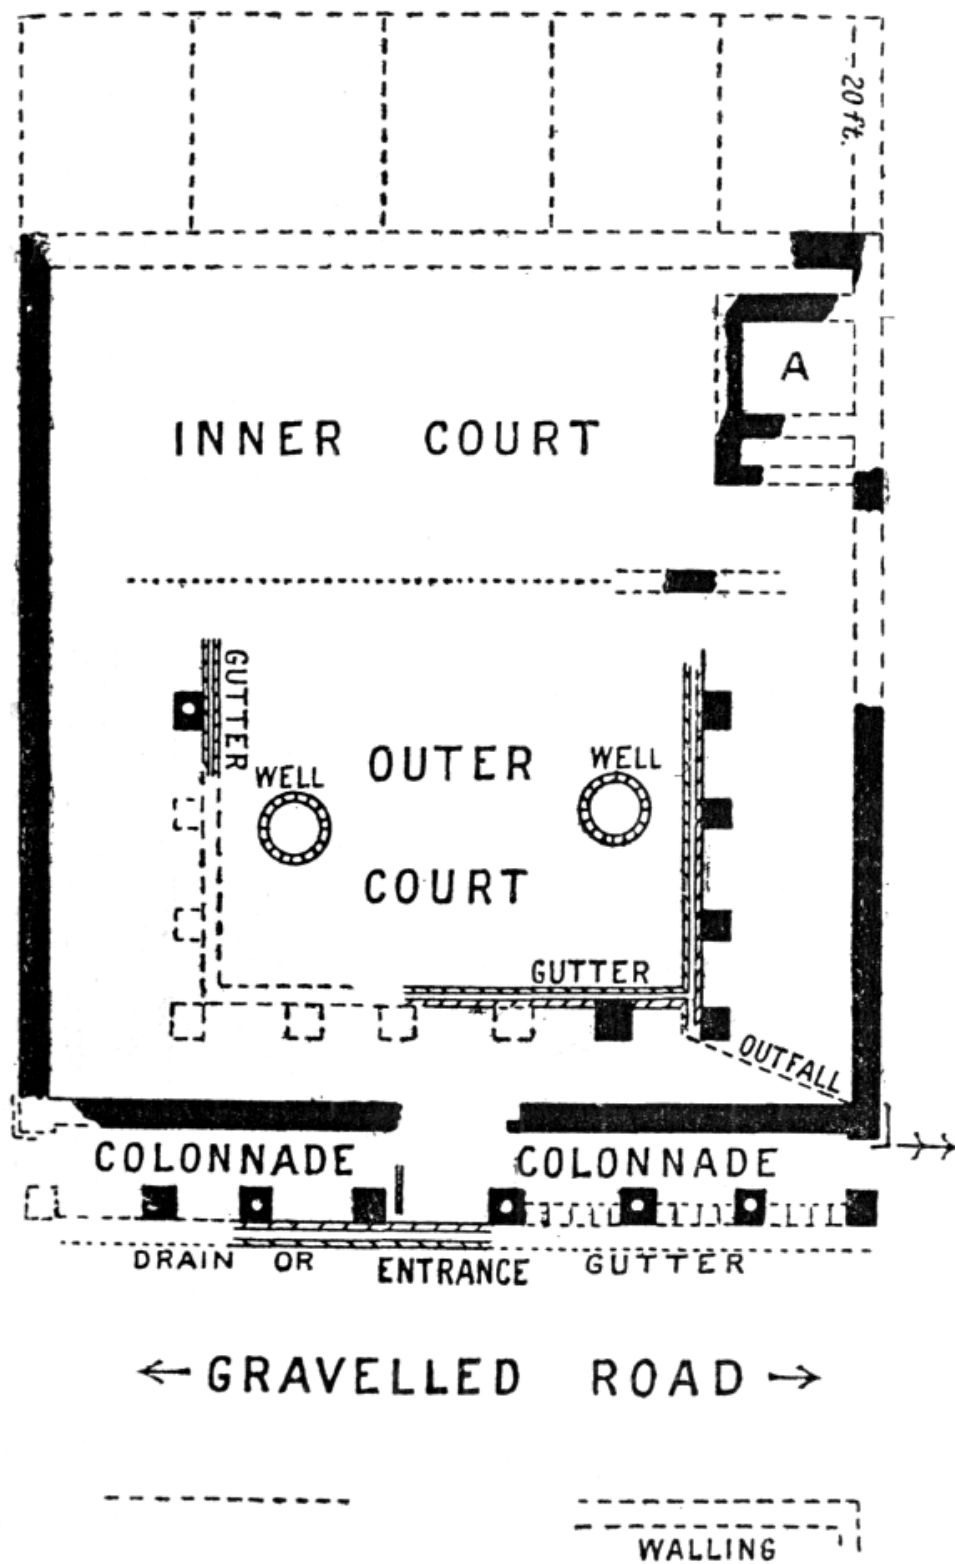 20 ft.
A
INNER COURT
GUTTER
WELL
OUTER
WELL
COURT
GUTTER
OUTFALL
COLONNADE
COLONNADE
DRAIN OR
ENTRANCE
GUTTER
GRAVELLED ROAD
WALLING